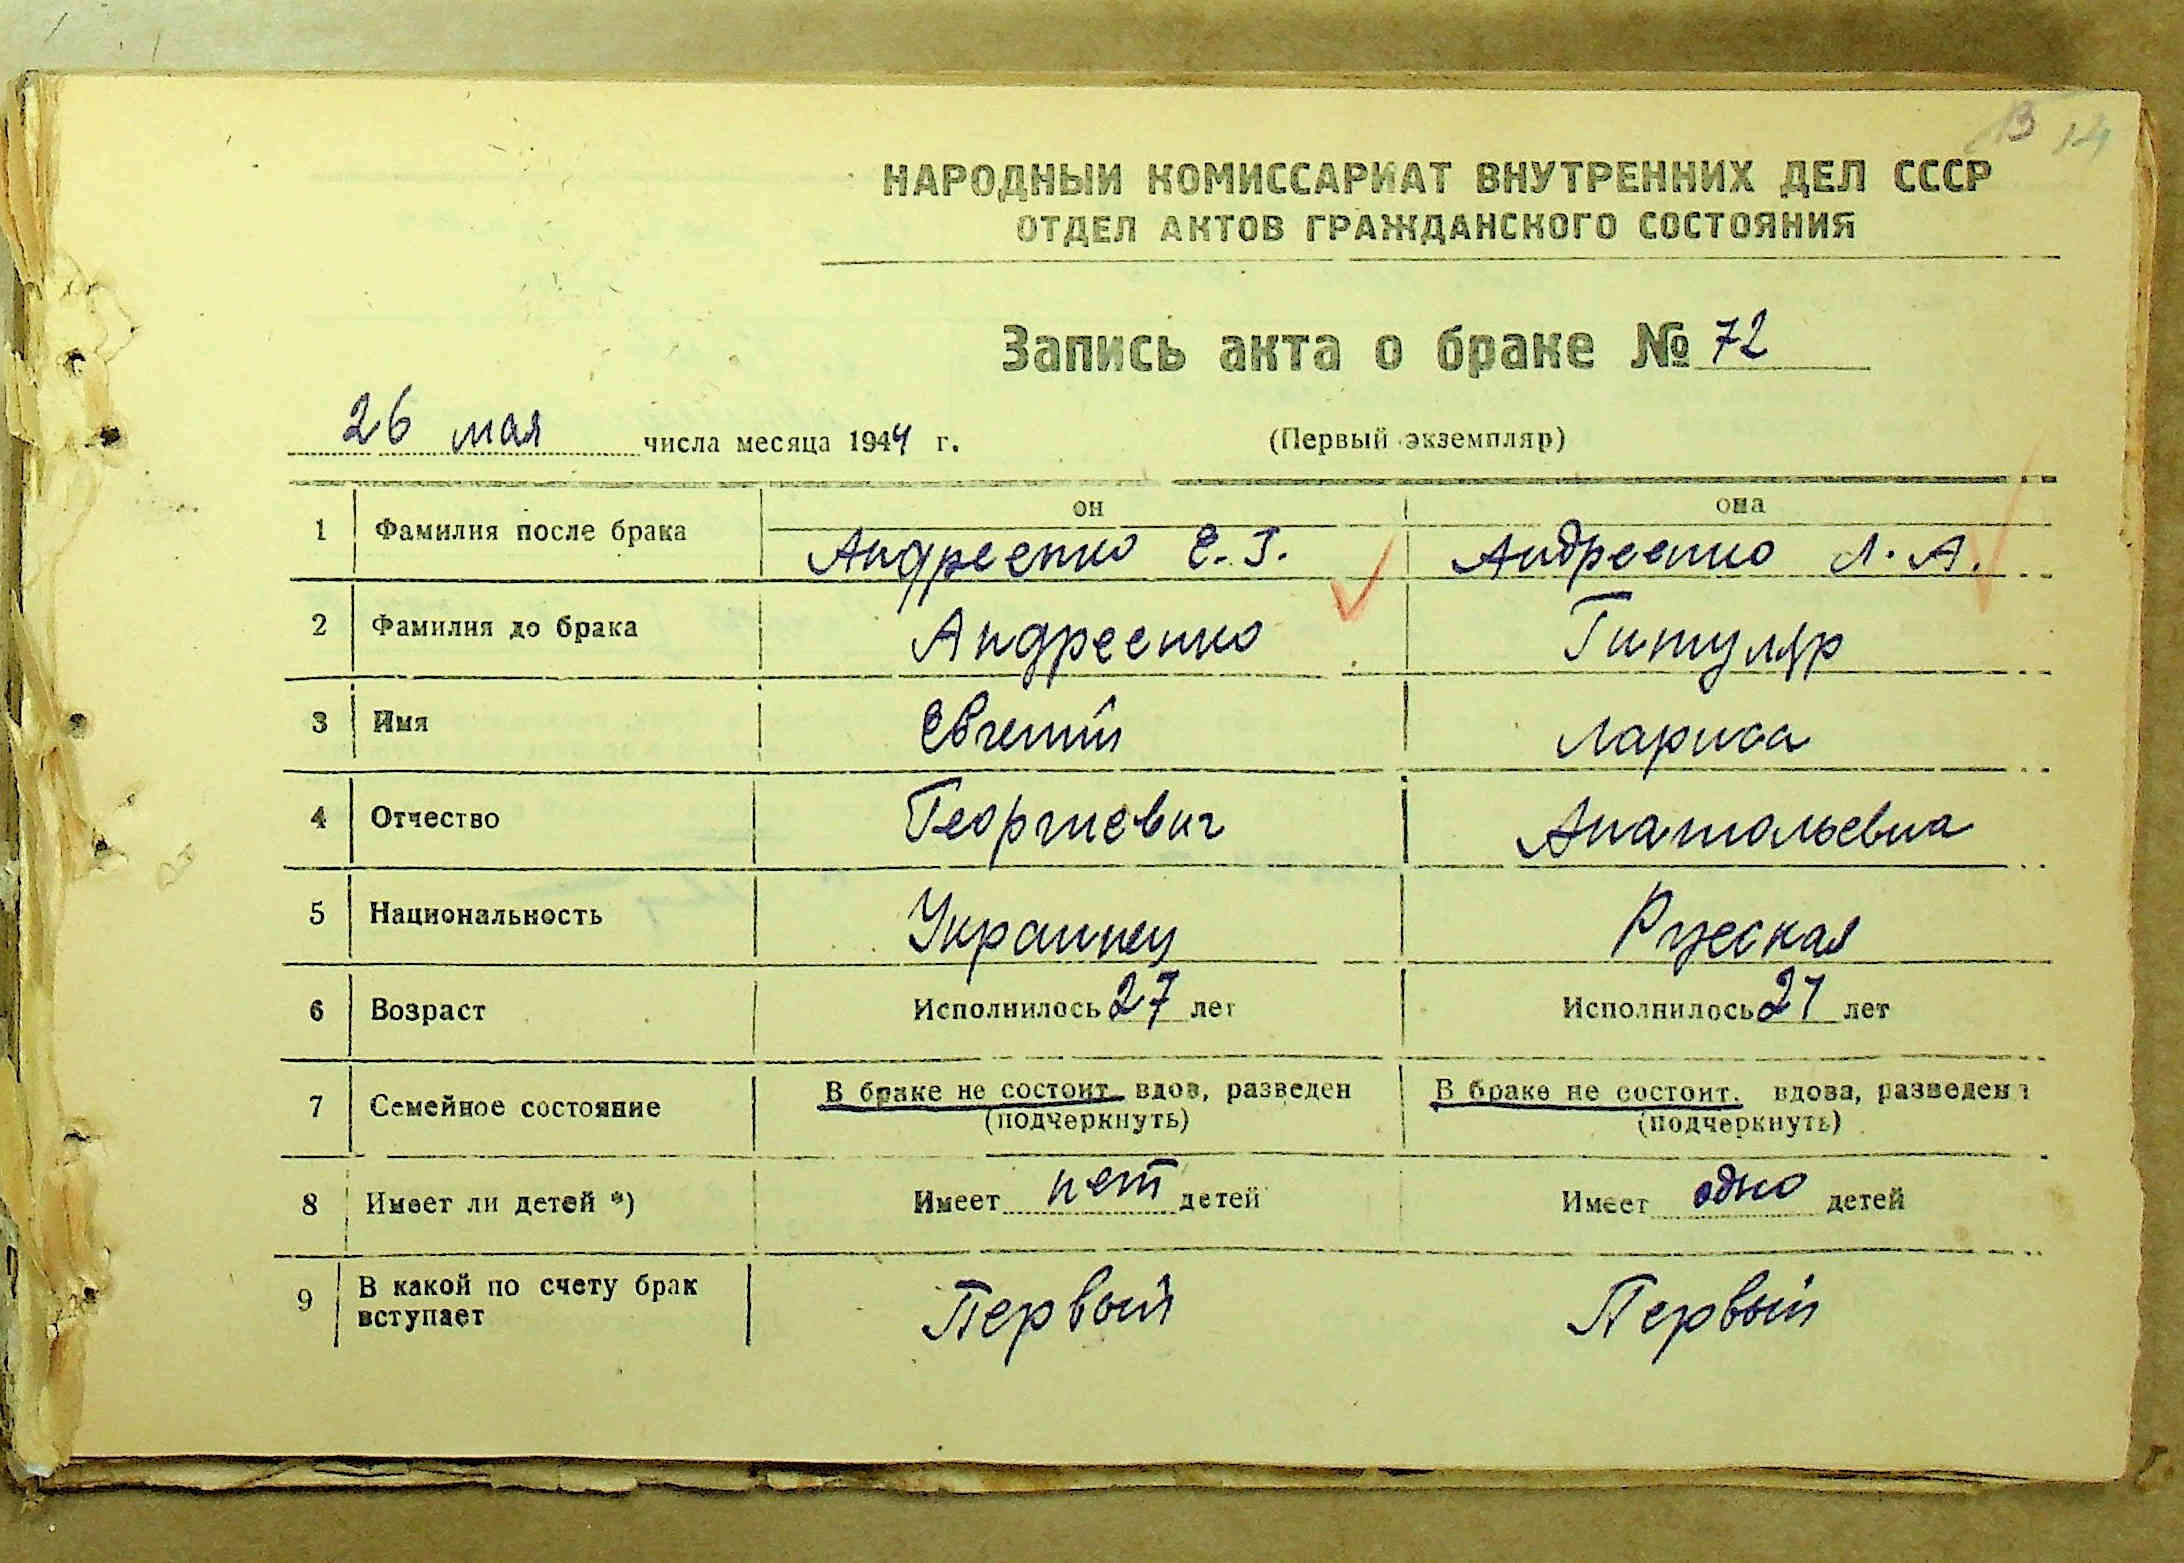 13 14
НАРОДНЫЙ КОМИССАРИАТ ВНУТРЕННИХ ДЕЛ СССР
ОТДЕЛ АКТОВ ГРАЖДАНСКОГО СОСТОЯНИЯ
Запись акта о браке № 72
26 мая числа месяца 1944 г. (Первый экземпляр)
он она
1 Фамилия после брака Андреенко Е. Г. Андреенко Л. А.
2 Фамилия до брака Андреенко Титуляр
3 Имя Евгений Лариса
4 Отчество Георгиевич Анатольевна
5 Национальность Украинец Русская
6 Возраст Исполнилось 27 лет Исполнилось 21 лет
7 Семейное состояние В браке не состоит, вдов, разведен В браке не состоит, вдова, разведена
(подчеркнуть) (подчеркнуть)
8 Имеет ли детей *) Имеет нет детей Имеет одно детей
9 В какой по счету брак Первый Первый
вступает